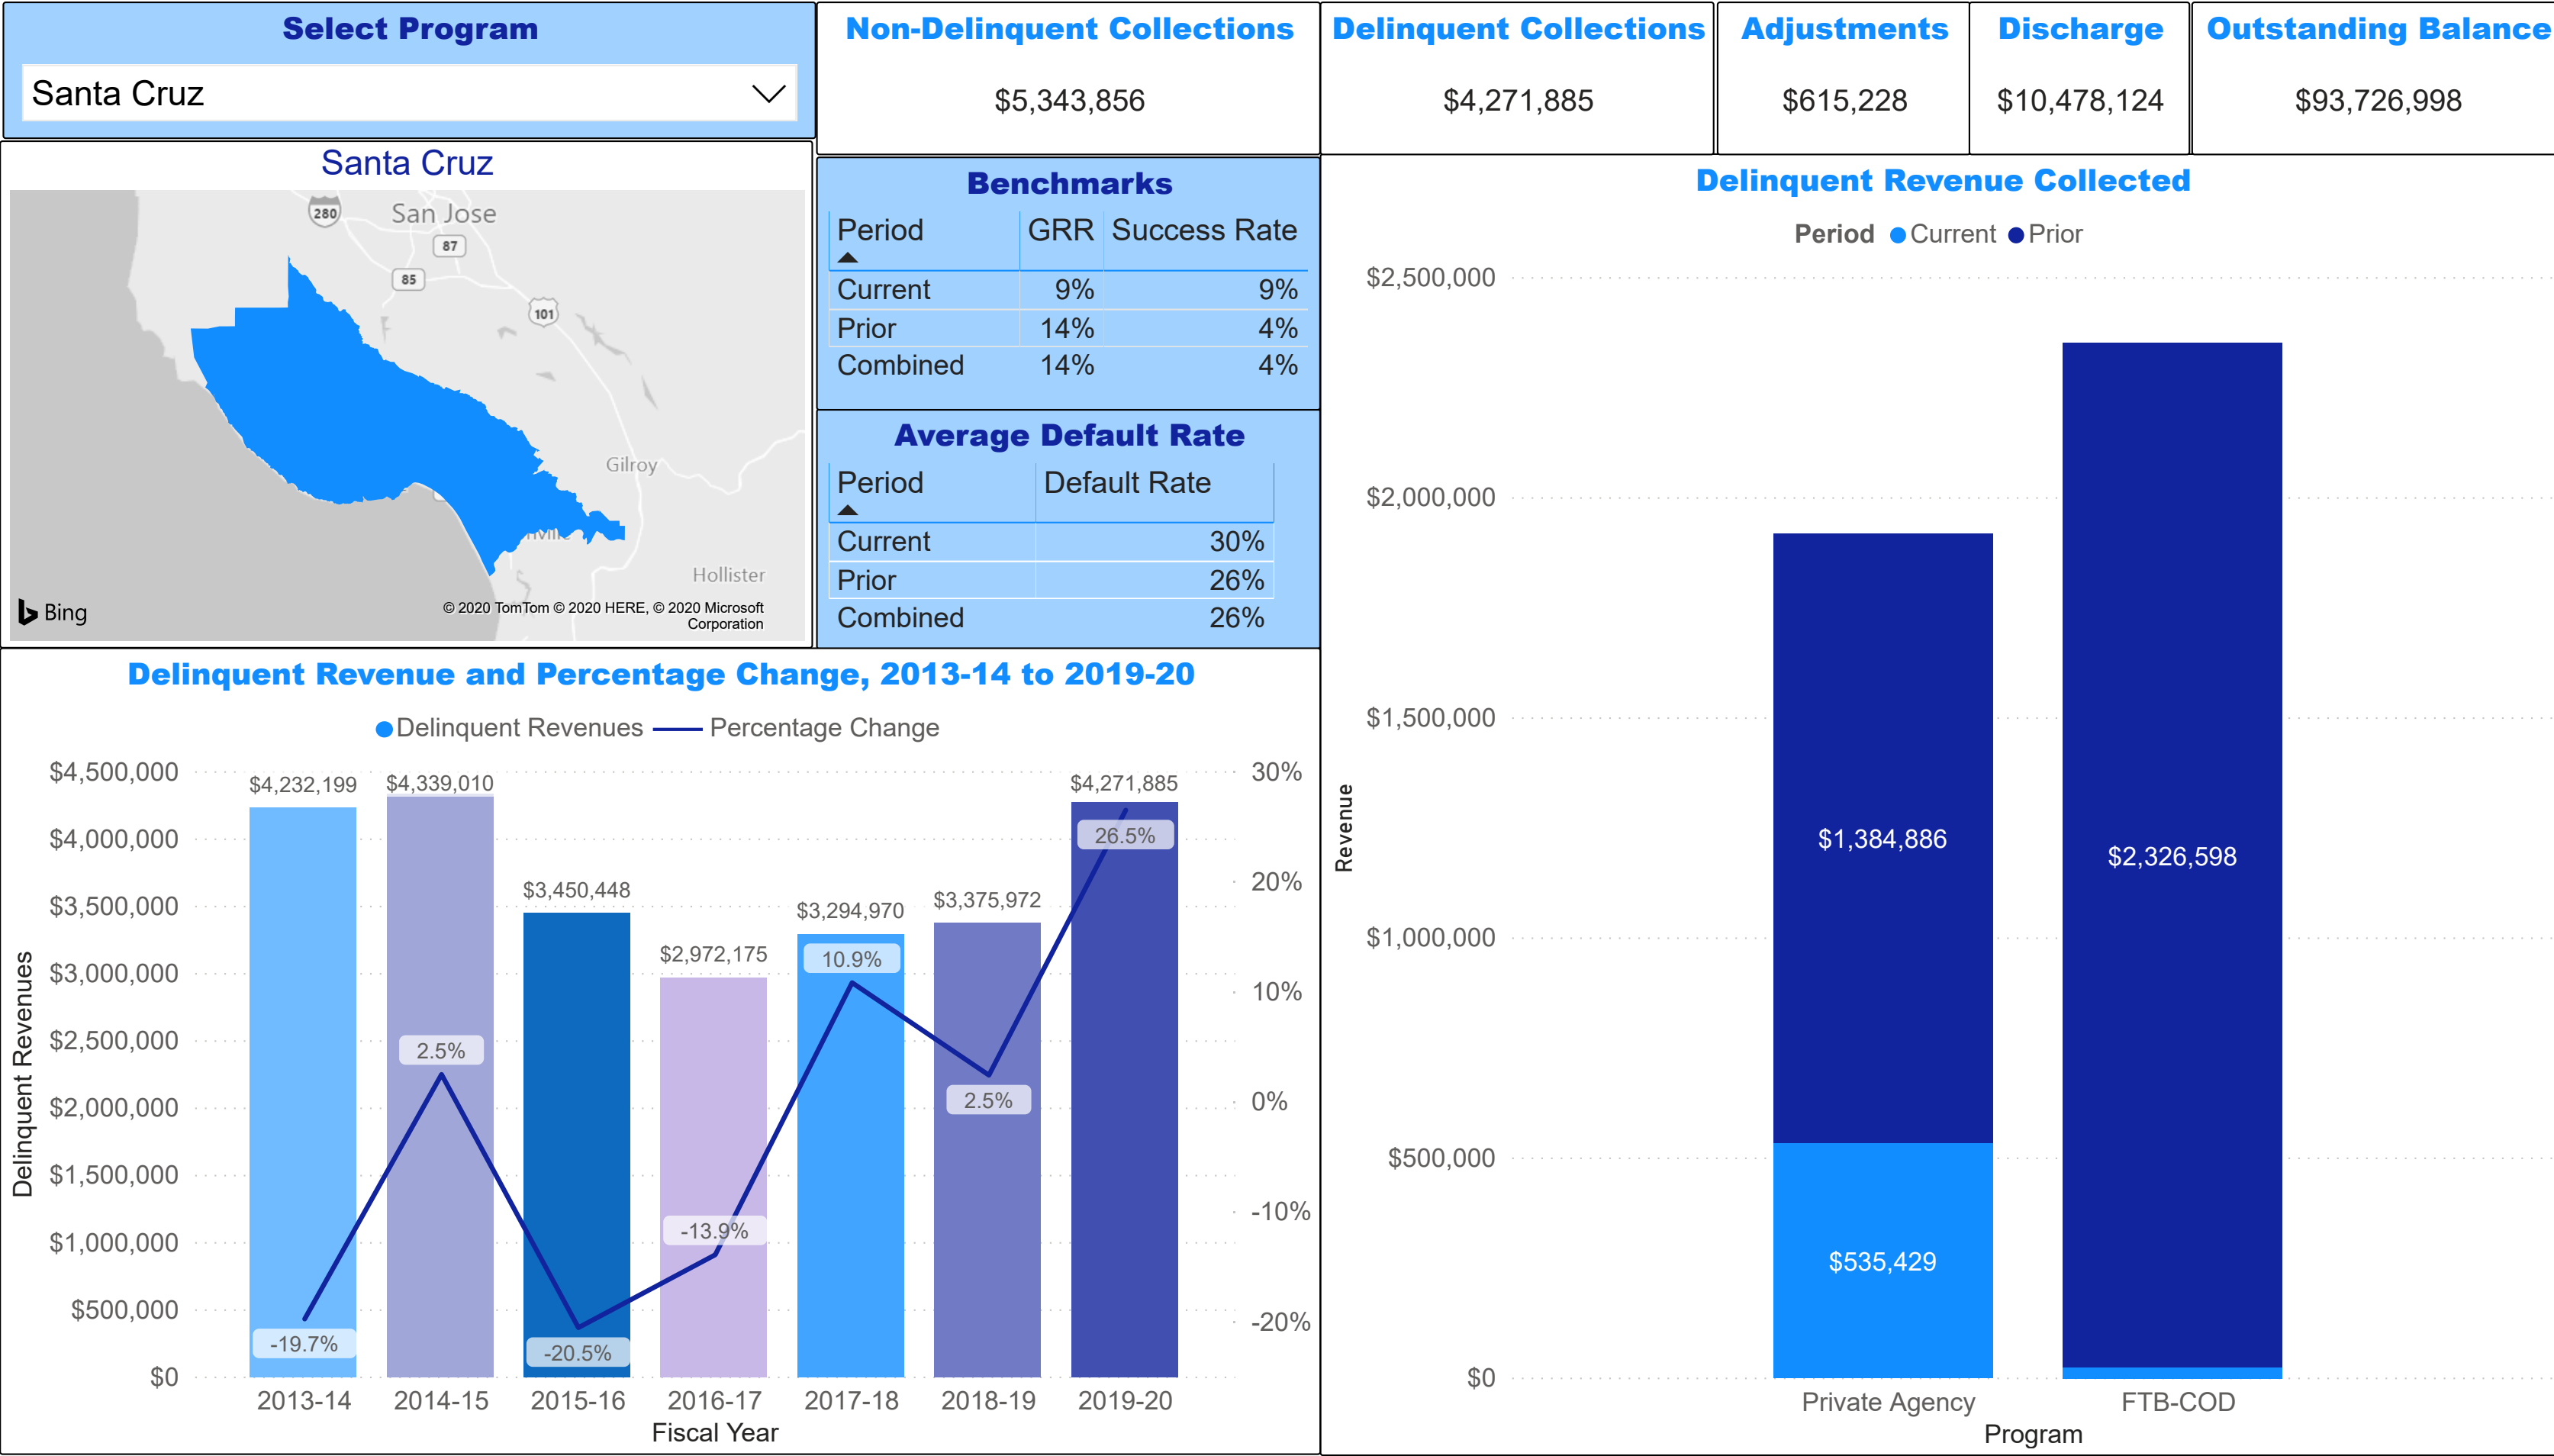 Select Program
Santa Cruz
Non-Delinquent Collections
$5,343,856
Delinquent Collections
$4,271,885
Adjustments
$615,228
Discharge
$10,478,124
Outstanding Balance
$93,726,998
Santa Cruz
280
San Jose
87
85
101
Gilroy
Hollister
Bing
© 2020 TomTom © 2020 HERE, © 2020 Microsoft
Corporation
Benchmarks
Period GRR Success Rate
Current 9% 9%
Prior 14% 4%
Combined 14% 4%
Average Default Rate
Period Default Rate
Current 30%
Prior 26%
Combined 26%
Delinquent Revenue and Percentage Change, 2013-14 to 2019-20
Delinquent Revenues Percentage Change
Delinquent Revenues
$4,500,000
$4,000,000
$3,500,000
$3,000,000
$2,500,000
$2,000,000
$1,500,000
$1,000,000
$500,000
$0
$4,232,199
$4,339,010
$3,450,448
$2,972,175
$3,294,970
$3,375,972
$4,271,885
-19.7%
2.5%
-20.5%
-13.9%
10.9%
2.5%
26.5%
30%
20%
10%
0%
-10%
-20%
2013-14 2014-15 2015-16 2016-17 2017-18 2018-19 2019-20
Fiscal Year
Delinquent Revenue Collected
Period Current Prior
Revenue
$2,500,000
$2,000,000
$1,500,000
$1,000,000
$500,000
$0
$1,384,886
$535,429
$2,326,598
Private Agency FTB-COD
Program